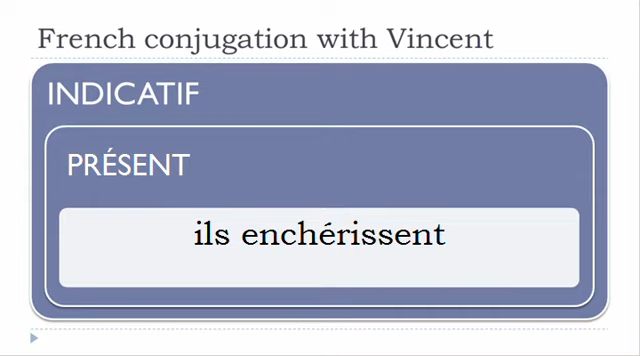 French conjugation with Vincent
INDICATIF
PRÉSENT
ils enchérissent